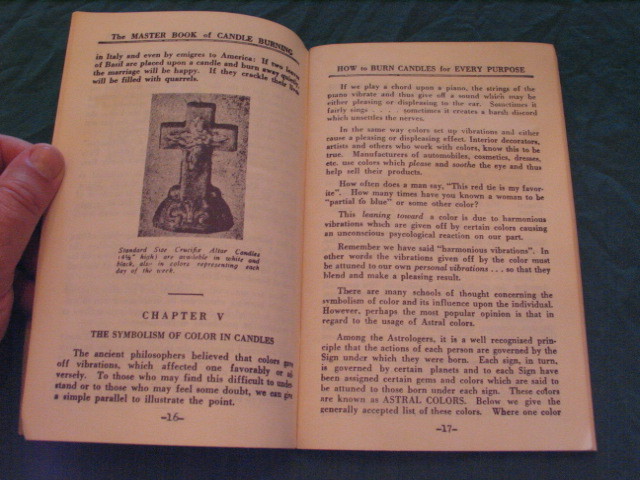 The MASTER BOOK of CANDLE BURNING
in Italy and even by emigres to America: If two leaves
of Basil are placed upon a candle and burn away quickly
the marriage will be happy. If they crackle their lives
will be filled with quarrels.
Standard Size Crucifix Altar Candles
high) are available in white and
black, also in colors representing each
day of the week.
CHAPTER V
THE SYMBOLISM OF COLOR IN CANDLES
The ancient philosophers believed that colors gave
off vibrations, which affected one favorably or ad-
versely. To those who may find this difficult to under-
stand or to those who may feel some doubt, we can give
a simple parallel to illustrate the point.
-16-
HOW to BURN CANDLES for EVERY PURPOSE
If we play a chord upon a piano, the strings of the
piano vibrate and thus give off a sound which may be
either pleasing or displeasing to the ear. Sometimes it
fairly sings . . . . . sometimes it creates a harsh discord
which unsettles the nerves.
In the same way colors set up vibrations and either
cause a pleasing or displeasing effect. Interior decorators,
artists and others who work with colors, know this to be
true. Manufacturers of automobiles, cosmetics, dresses,
etc. use colors which please and soothe the eye and thus
help sell their products.
How often does a man say, "This red tie is my favor-
ite". How many times have you known a women to be
"partial to blue" or some other color?
This leaning toward a color is due to harmonious
vibrations which are given off by certain colors causing
an unconscious psyrological reaction on our part.
Remember we have said "harmonious vibrations". In
other words the vibrations given off by the color must
be attuned to our own personal vibrations . . . so that they
blend and make a pleasing result.
There are many schools of thought concerning the
symbolism of color and its influence upon the individual.
However, perhaps the most popular opinion is that in
regard to the usage of Astral colors.
Among the Astrologers, it is a well recognised prin-
ciple that the actions of each person are governed by the
Sign under which they were born. Each sign, in turn,
is governed by certain planets and to each Sign have
been assigned certain gems and colors which are said to
be attuned to those born under each sign. These colors
are known as ASTRAL COLORS. Below we give the
generally accepted list of these colors. Where one color
-17-